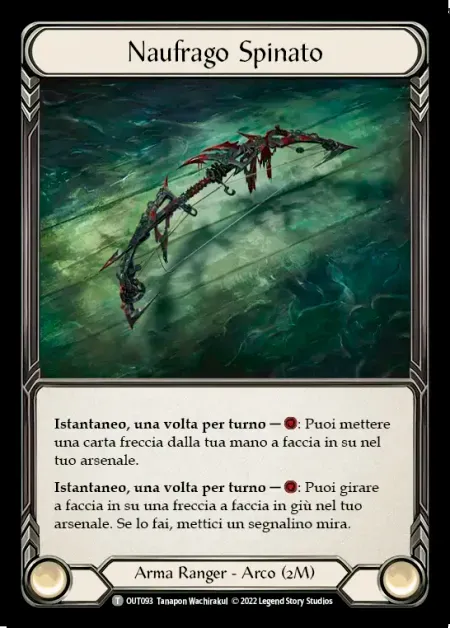 Naufrago Spinato
Istantaneo, una volta per turno — : Puoi mettere
una carta freccia dalla tua mano a faccia in su nel
tuo arsenale.
Istantaneo, una volta per turno — : Puoi girare
a faccia in su una freccia a faccia in giù nel tuo
arsenale. Se lo fai, mettici un segnalino mira.
Arma Ranger - Arco (2M)
T OUT093 Tanapon Wachirakul © 2022 Legend Story Studios